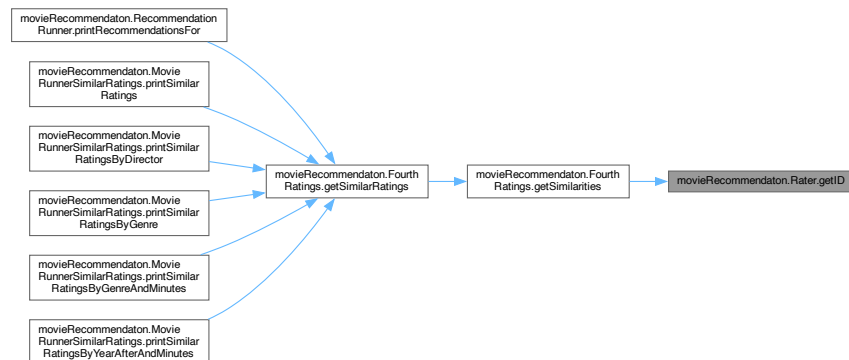 movieRecommendaton.Recommendation
Runner.printRecommendationsFor
movieRecommendaton.Movie
RunnerSimilarRatings.printSimilar
Ratings
movieRecommendaton.Movie
RunnerSimilarRatings.printSimilar
RatingsByDirector
movieRecommendaton.Movie
RunnerSimilarRatings.printSimilar
RatingsByGenre
movieRecommendaton.Movie
RunnerSimilarRatings.printSimilar
RatingsByGenreAndMinutes
movieRecommendaton.Movie
RunnerSimilarRatings.printSimilar
RatingsByYearAfterAndMinutes
movieRecommendaton.Fourth
Ratings.getSimilarRatings
movieRecommendaton.Fourth
Ratings.getSimilarities
movieRecommendaton.Rater.getID